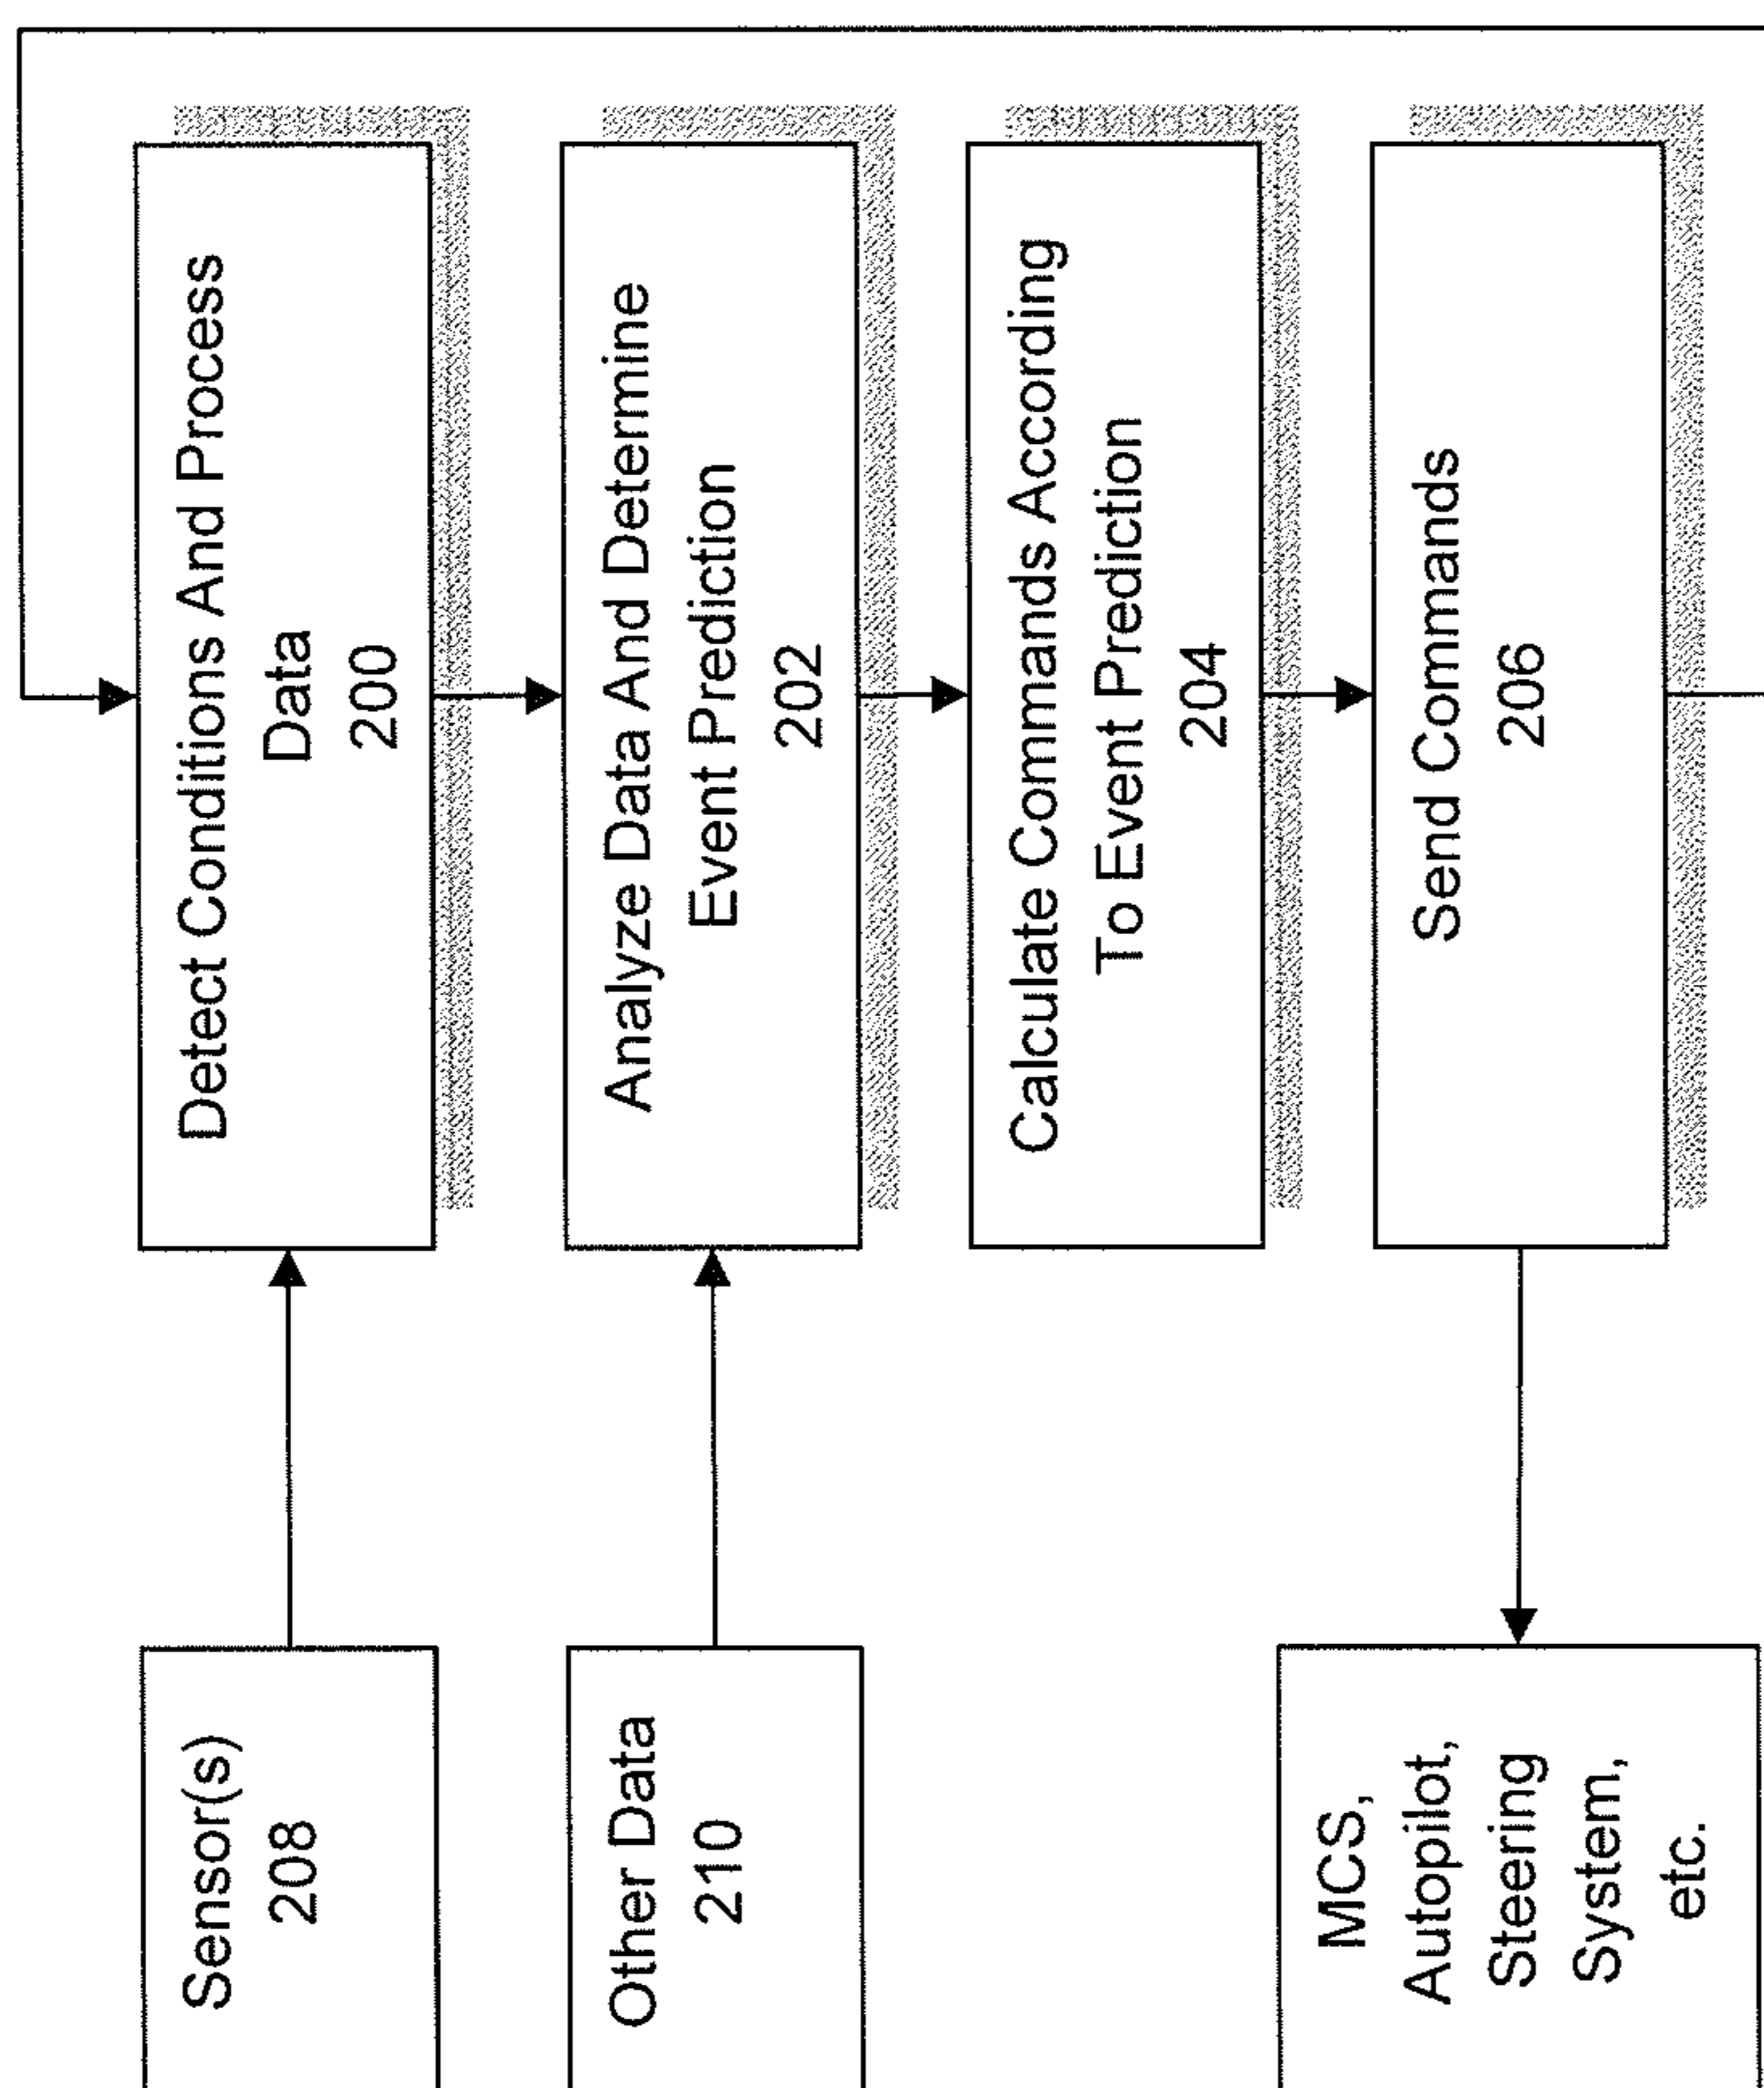 Detect Conditions And Process
Data
200
Analyze Data And Determine
Event Prediction
202
Calculate Commands According
To Event Prediction
204
Send Commands
206
Sensor(s)
208
Other Data
210
MCS,
Autopilot,
Steering
System,
etc.